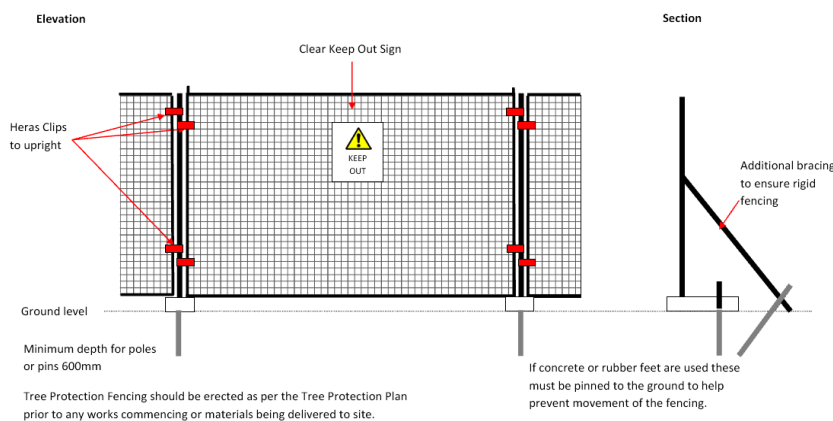 Elevation
Section
Clear Keep Out Sign
Heras Clips
to upright
KEEP
OUT
Additional bracing
to ensure rigid
fencing
Ground level
Minimum depth for poles
or pins 600mm
If concrete or rubber feet are used these
must be pinned to the ground to help
prevent movement of the fencing.
Tree Protection Fencing should be erected as per the Tree Protection Plan
prior to any works commencing or materials being delivered to site.